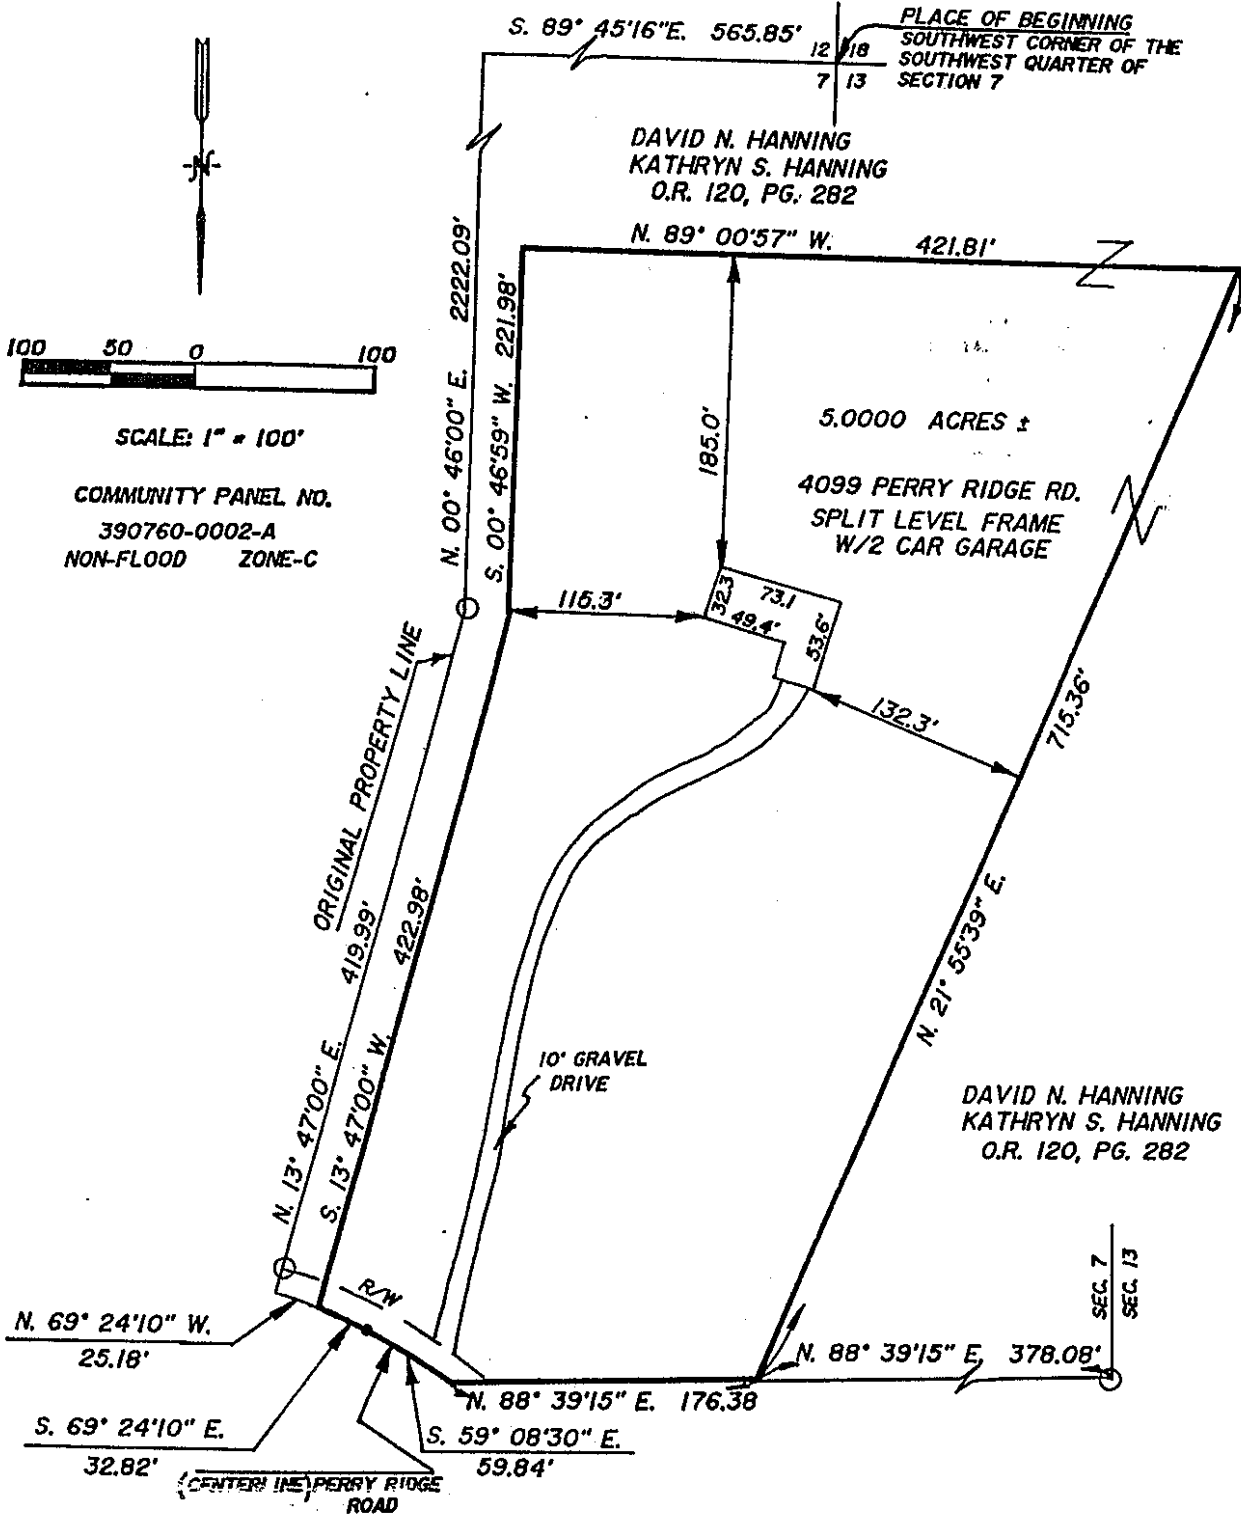 S. 89° 45'16"E. 565.85'
PLACE OF BEGINNING
SOUTHWEST CORNER OF THE
SOUTHWEST QUARTER OF
SECTION 7
12 18
7 13
N
DAVID N. HANNING
KATHRYN S. HANNING
O.R. 120, PG. 282
N. 89° 00'57" W. 421.81'
N. 00° 46'00" E. 2222.09'
S. 00° 46'59" W. 221.98'
100 50 0 100
SCALE: 1" = 100'
COMMUNITY PANEL NO.
390760-0002-A
NON-FLOOD ZONE-C
185.0'
5.0000 ACRES ±
4099 PERRY RIDGE RD.
SPLIT LEVEL FRAME
W/2 CAR GARAGE
115.3'
32.3
73.1
49.4'
53.6'
132.3'
715.36'
N. 21° 55'39" E.
ORIGINAL PROPERTY LINE
419.99'
N. 13° 47'00" E.
422.98'
S. 13° 47'00" W.
10' GRAVEL
DRIVE
DAVID N. HANNING
KATHRYN S. HANNING
O.R. 120, PG. 282
SEC. 7
SEC. 13
R/W
N. 69° 24'10" W.
25.18'
N. 88° 39'15" E. 378.08'
N. 88° 39'15" E. 176.38
S. 69° 24'10" E.
32.82'
S. 59° 08'30" E.
59.84'
(CENTERLINE) PERRY RIDGE
ROAD